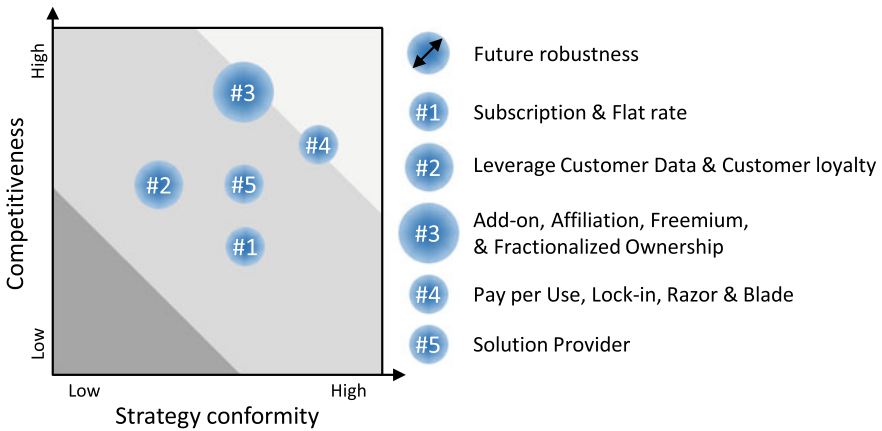 High
Competitiveness
Low
#3
#4
#2
#5
#1
Low
High
Strategy conformity
Future robustness
#1 Subscription & Flat rate
#2 Leverage Customer Data & Customer loyalty
#3 Add-on, Affiliation, Freemium,
& Fractionalized Ownership
#4 Pay per Use, Lock-in, Razor & Blade
#5 Solution Provider